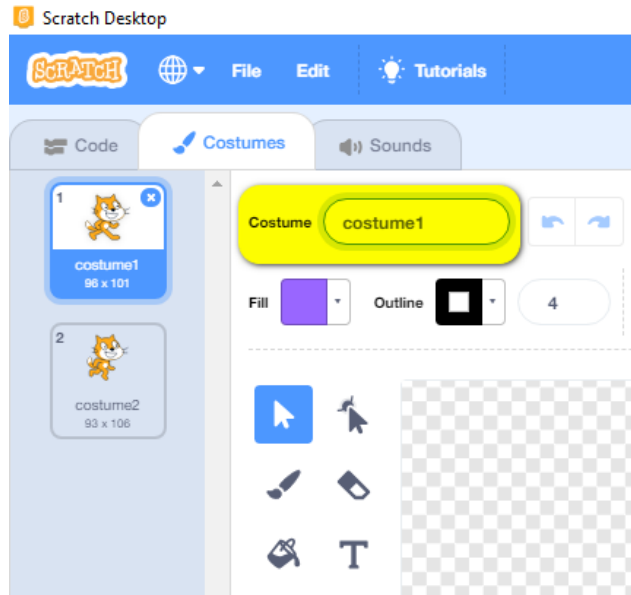 Scratch Desktop
SCRATCH File Edit Tutorials
Code Costumes Sounds
1
costume1
96 x 101
2
costume2
93 x 106
Costume costume1
Fill Outline 4
T